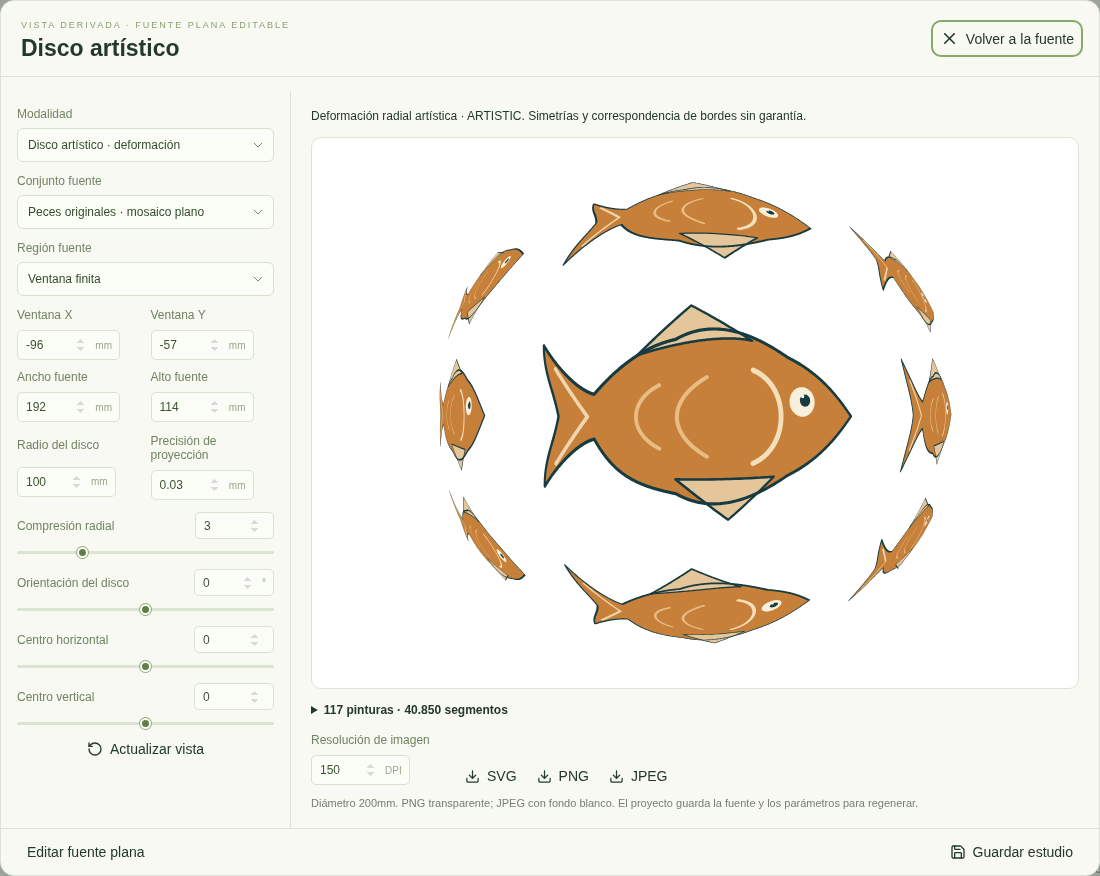 VISTA DERIVADA · FUENTE PLANA EDITABLE
Disco artístico
Volver a la fuente
Modalidad
Disco artístico · deformación
Conjunto fuente
Peces originales · mosaico plano
Región fuente
Ventana finita
Ventana X
Ventana Y
-96 mm
-57 mm
Ancho fuente
Alto fuente
192 mm
114 mm
Radio del disco
Precisión de
proyección
100 mm
0.03 mm
Compresión radial
3
Orientación del disco
0 °
Centro horizontal
0
Centro vertical
0
Actualizar vista
Deformación radial artística · ARTISTIC. Simetrías y correspondencia de bordes sin garantía.
117 pinturas · 40.850 segmentos
Resolución de imagen
150 DPI
SVG
PNG
JPEG
Diámetro 200mm. PNG transparente; JPEG con fondo blanco. El proyecto guarda la fuente y los parámetros para regenerar.
Editar fuente plana
Guardar estudio